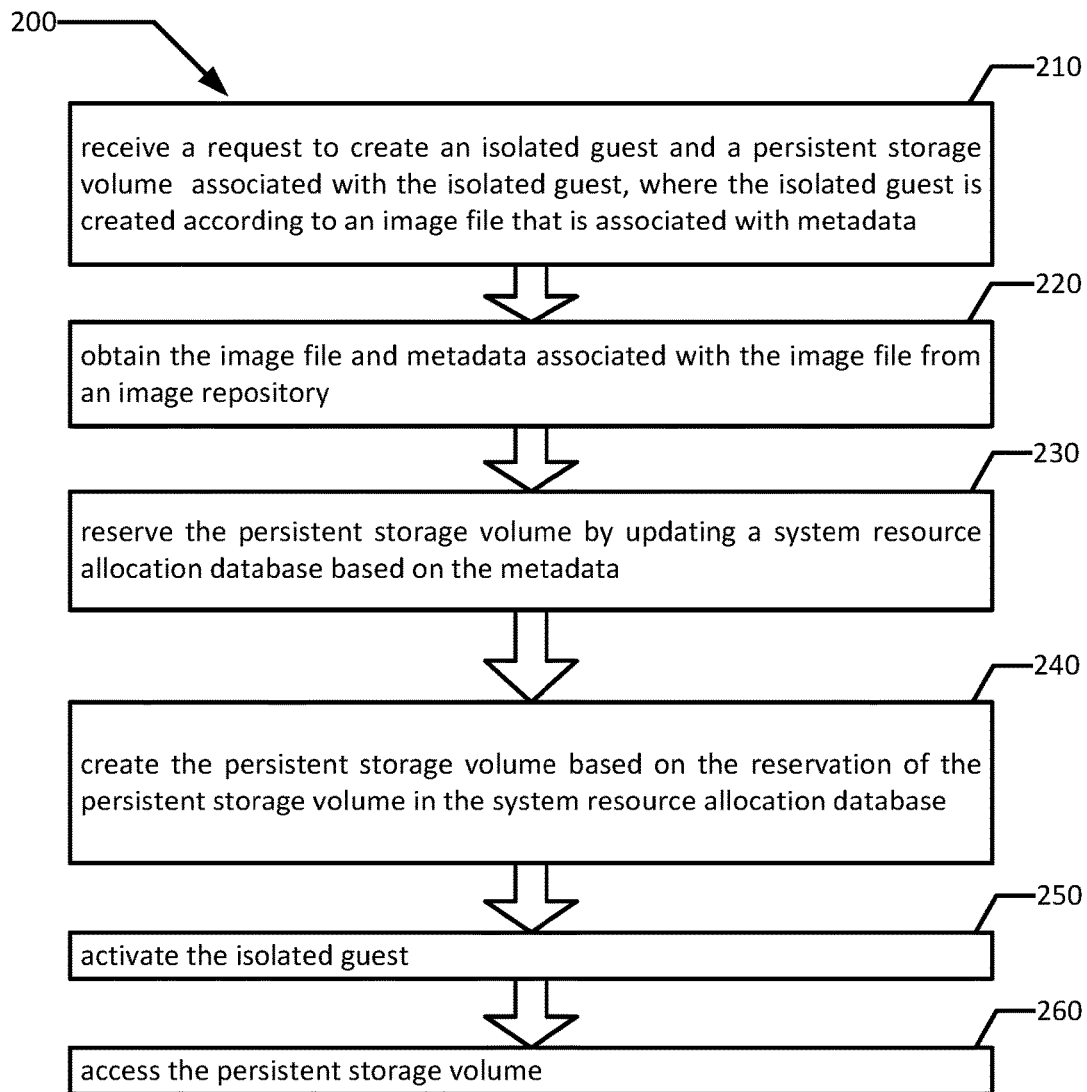 200
210
receive a request to create an isolated guest and a persistent storage
volume associated with the isolated guest, where the isolated guest is
created according to an image file that is associated with metadata
220
obtain the image file and metadata associated with the image file from
an image repository
230
reserve the persistent storage volume by updating a system resource
allocation database based on the metadata
240
create the persistent storage volume based on the reservation of the
persistent storage volume in the system resource allocation database
250
activate the isolated guest
260
access the persistent storage volume